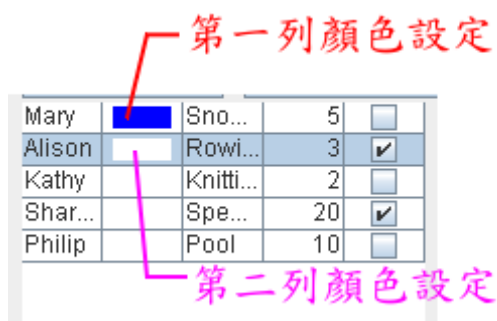 第一列顏色設定
Mary Sno... 5
Alison Rowi... 3
Kathy Knitti... 2
Shar... Spe... 20
Philip Pool 10
第二列顏色設定